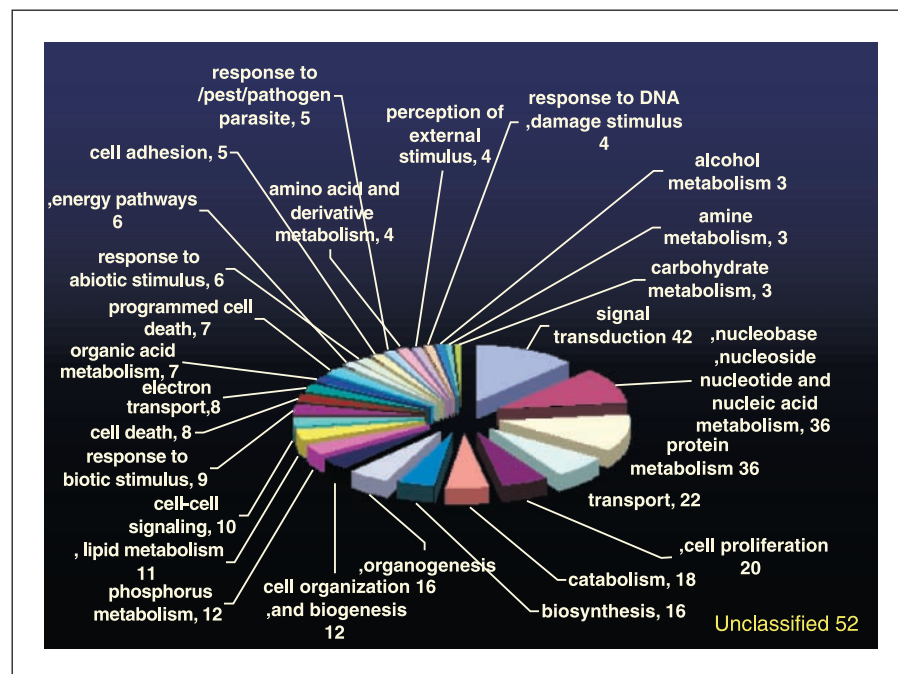 response to
/pest/pathogen
parasite, 5
perception of
external
stimulus, 4
response to DNA
,damage stimulus
4
cell adhesion, 5
alcohol
metabolism 3
amino acid and
derivative
metabolism, 4
,energy pathways
6
amine
metabolism, 3
response to
abiotic stimulus, 6
carbohydrate
metabolism, 3
programmed cell
death, 7
signal
transduction 42
organic acid
metabolism, 7
,nucleobase
,nucleoside
nucleotide and
nucleic acid
metabolism, 36
electron
transport,8
cell death, 8
protein
metabolism 36
response to
biotic stimulus, 9
transport, 22
cell-cell
signaling, 10
, lipid metabolism
11
,cell proliferation
20
phosphorus
metabolism, 12
,organogenesis
16
cell organization
,and biogenesis
12
catabolism, 18
biosynthesis, 16
Unclassified 52